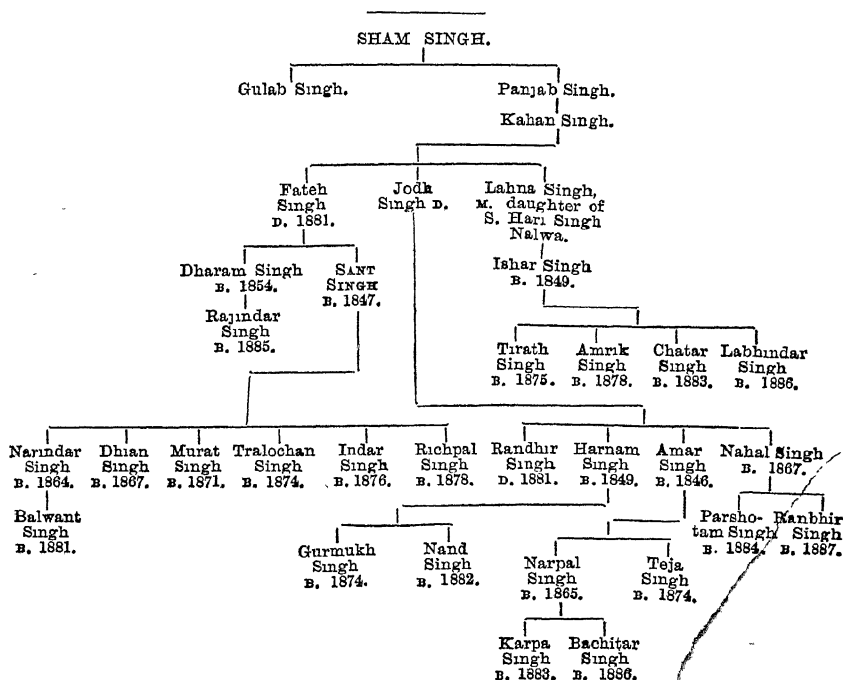 SHAM SINGH.
Gulab Singh. Panjab Singh.
Kahan Singh.
Fateh Jodh Lahna Singh,
Singh Singh D. M. daughter of
D. 1881. S. Hari Singh
Nalwa.
Dharam Singh SANT Ishar Singh
B. 1854. SINGH B. 1849.
B. 1847.
Rajindar
Singh
B. 1885.
Tirath Amrik Chatar Labhindar
Singh Singh Singh Singh
B. 1875. B. 1878. B. 1883. B. 1886.
Narindar Dhian Murat Tralochan Indar Richpal Randhir Harnam Amar Nahal Singh
Singh Singh Singh Singh Singh Singh Singh Singh Singh B. 1867.
B. 1864. B. 1867. B. 1871. B. 1874. B. 1876. B. 1878. D. 1881. B. 1849. B. 1846.
Balwant Parsho- Ranbhir
Singh tam Singh Singh
B. 1881. B. 1884. B. 1887.
Gurmukh Nand
Singh Singh
B. 1874. B. 1882.
Narpal Teja
Singh Singh
B. 1865. B. 1874.
Karpa Bachitar
Singh Singh
B. 1883. B. 1886.